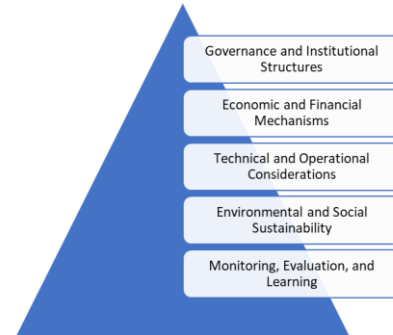 Governance and Institutional
Structures
Economic and Financial
Mechanisms
Technical and Operational
Considerations
Environmental and Social
Sustainability
Monitoring, Evaluation, and
Learning